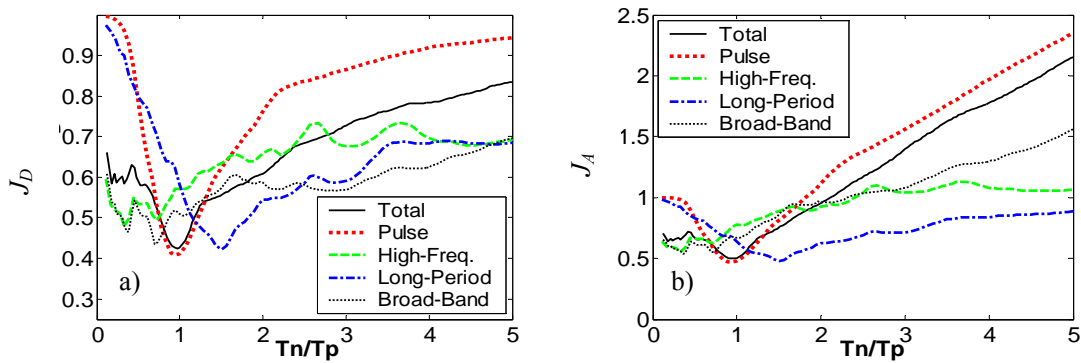 0.9
0.8
0.7
0.6
0.5
0.4
0.3
J_D
0 1 2 3 4 5
Tn/Tp
a)
Total
Pulse
High-Freq.
Long-Period
Broad-Band
2.5
2
1.5
1
0.5
0
J_A
0 1 2 3 4 5
Tn/Tp
b)
Total
Pulse
High-Freq.
Long-Period
Broad-Band